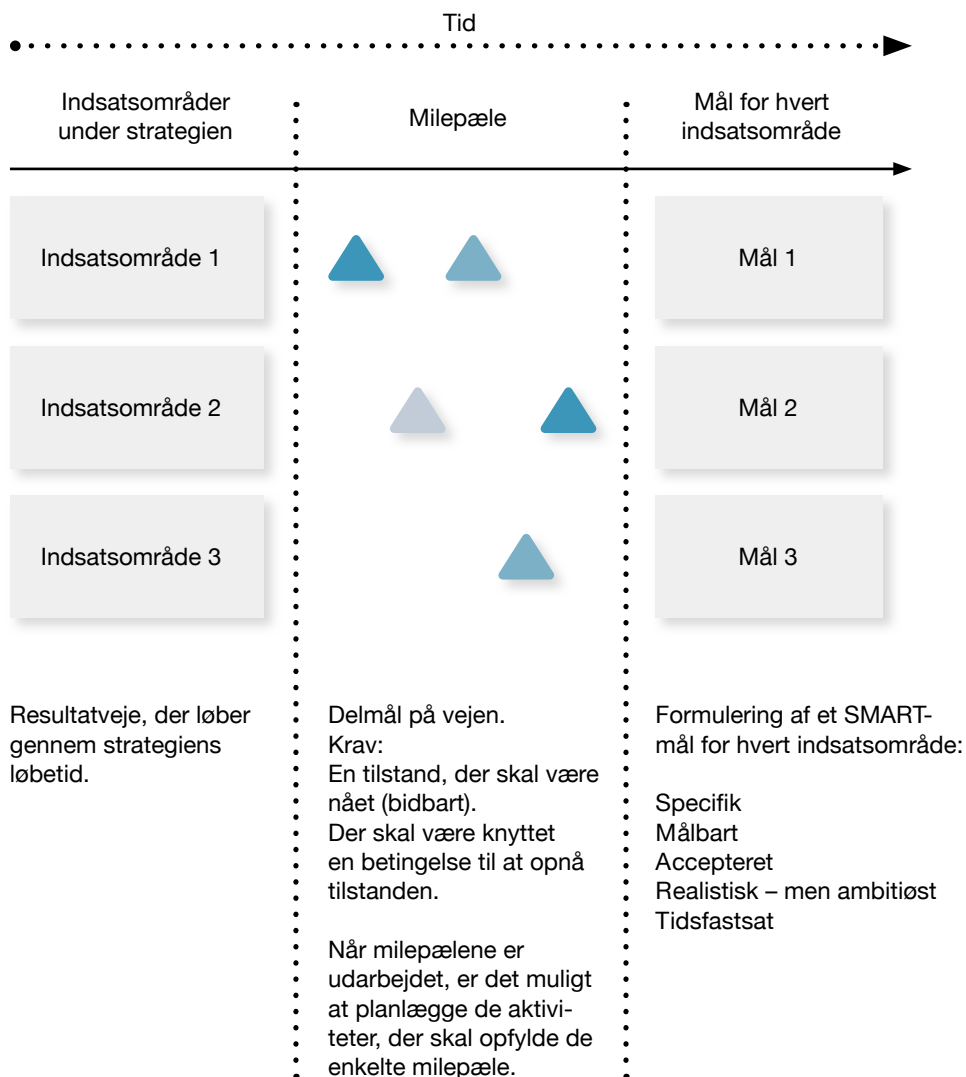 Tid
Indsatsområder
under strategien
Milepæle
Mål for hvert
indsatsområde
Indsatsområde 1
Mål 1
Indsatsområde 2
Mål 2
Indsatsområde 3
Mål 3
Resultatveje, der løber
gennem strategiens
løbetid.
Delmål på vejen.
Krav:
En tilstand, der skal være
nået (bidbart).
Der skal være knyttet
en betingelse til at opnå
tilstanden.
Når milepælene er
udarbejdet, er det muligt
at planlægge de aktivi-
teter, der skal opfylde de
enkelte milepæle.
Formulering af et SMART-
mål for hvert indsatsområde:
Specifik
Målbart
Accepteret
Realistisk – men ambitiøst
Tidsfastsat